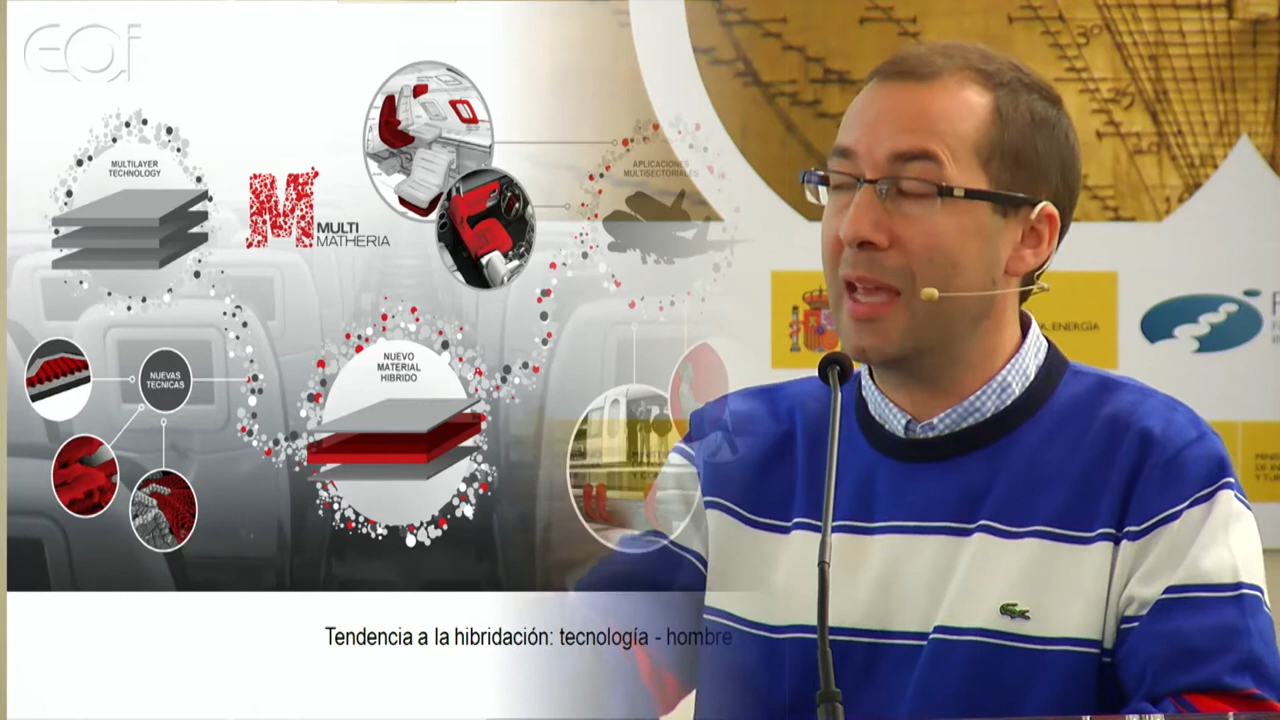 eoi
MULTILAYER
TECHNOLOGY
MULTI
MATHERIA
APLICACIONES
MULTISECTORIALES
NUEVAS
TECNICAS
NUEVO
MATERIAL
HIBRIDO
A, ENERGÍA
Tendencia a la hibridación: tecnología - hombre